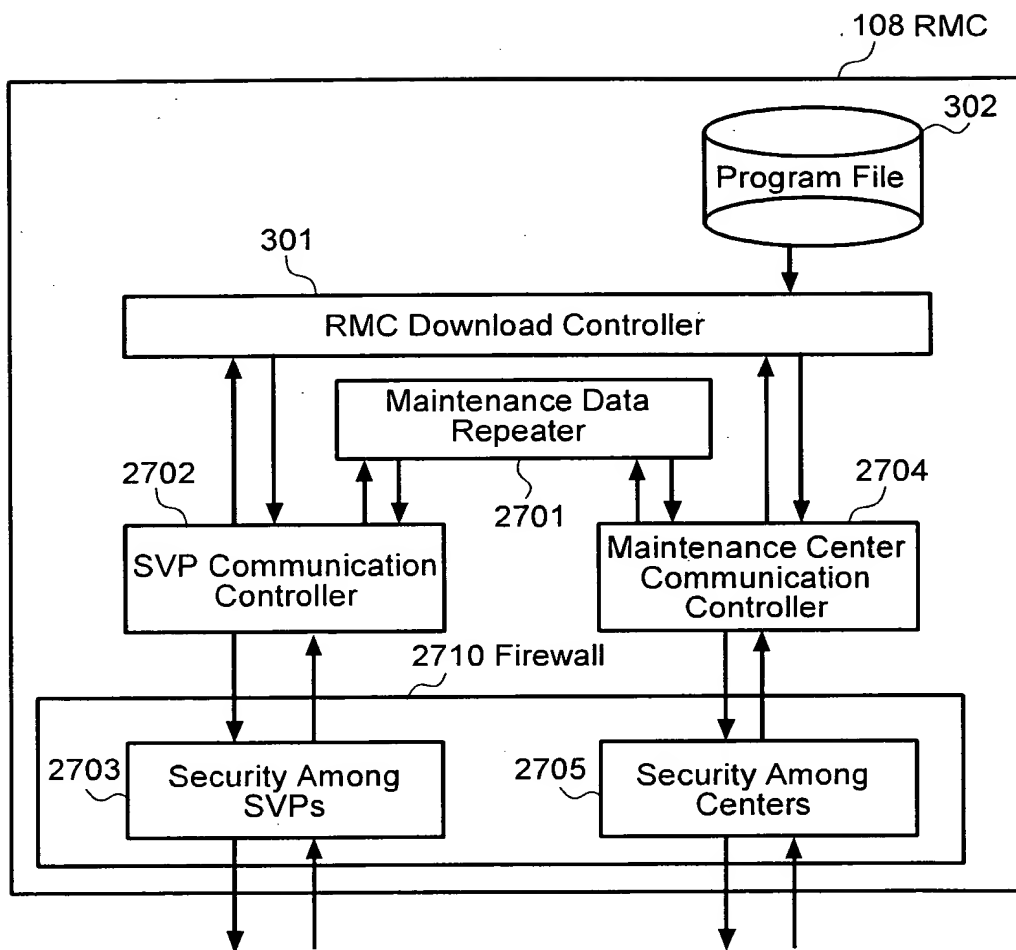 108 RMC
302
Program File
301
RMC Download Controller
Maintenance Data
Repeater
2702
2701
2704
SVP Communication
Controller
Maintenance Center
Communication
Controller
2710 Firewall
2703
Security Among
SVPs
2705
Security Among
Centers